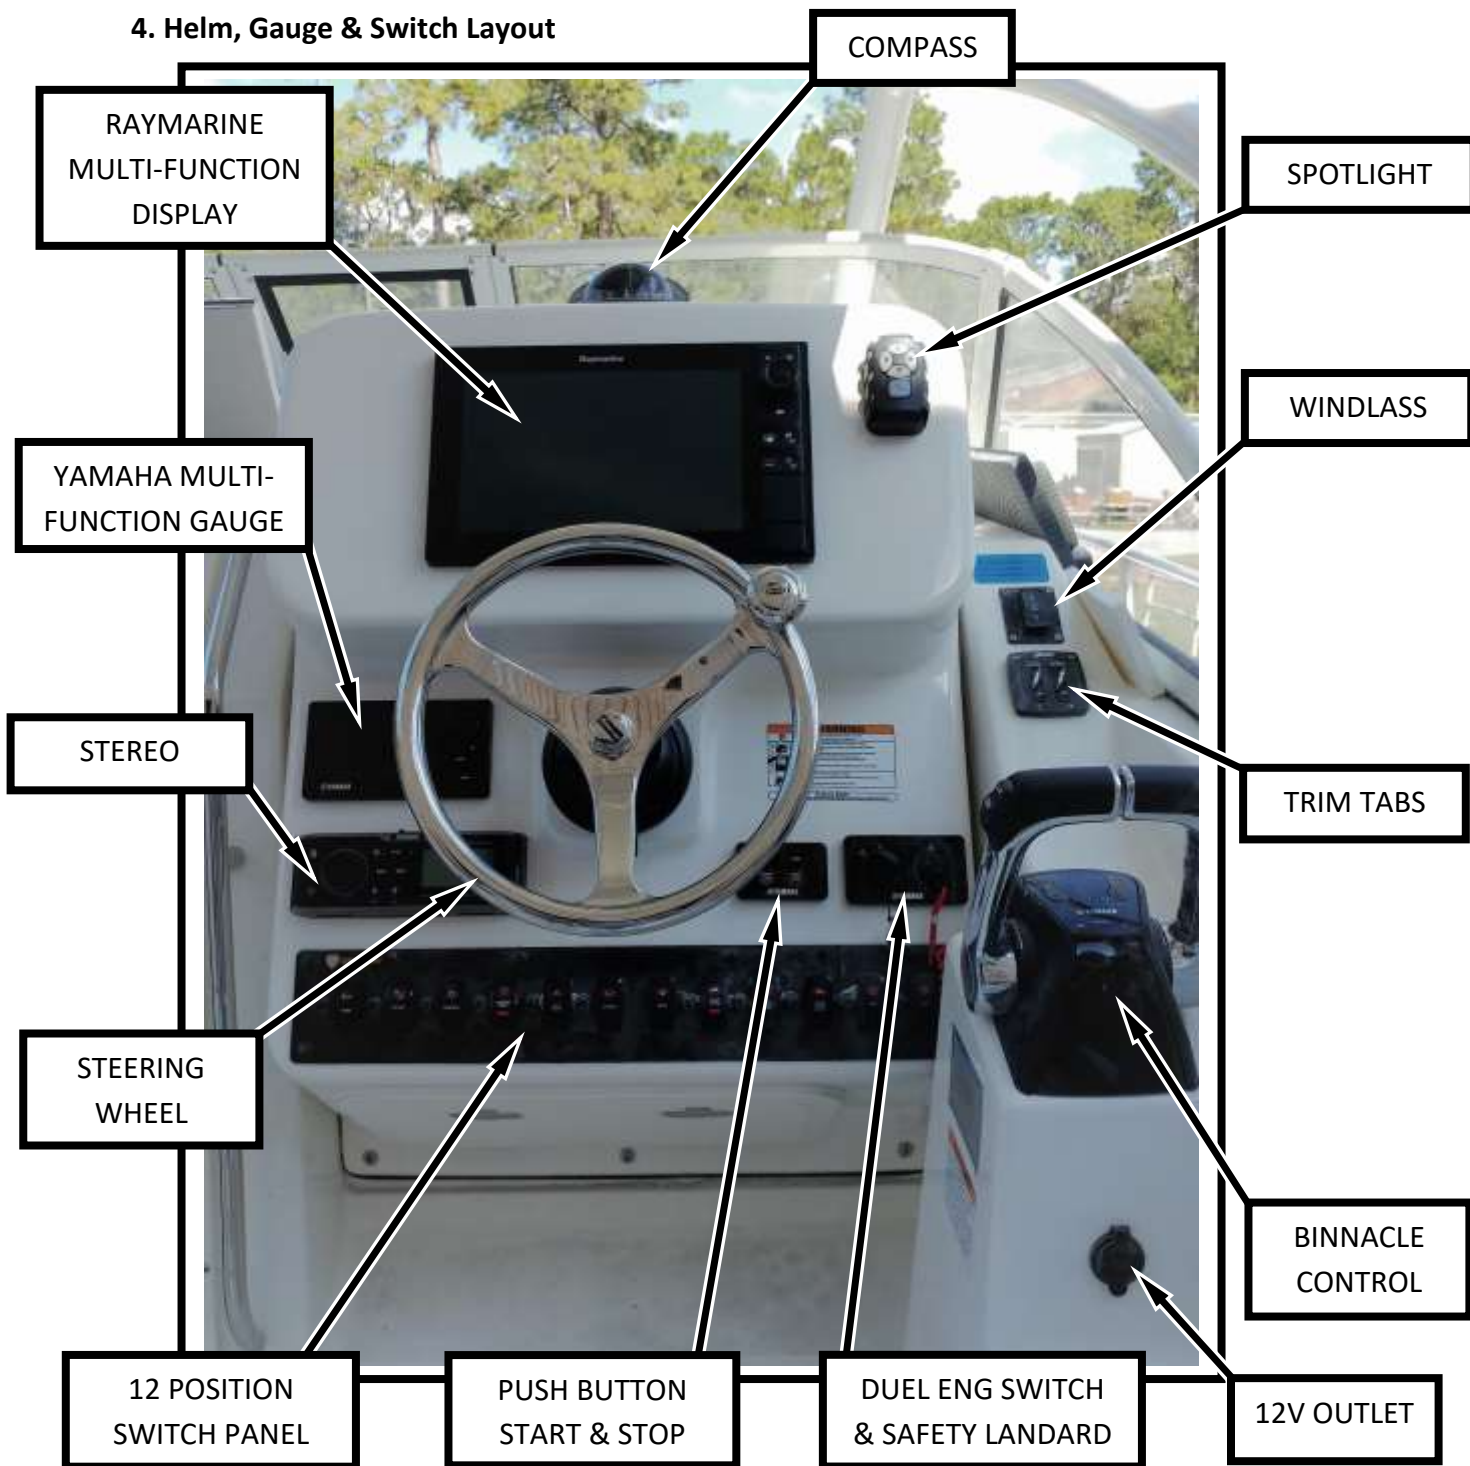 4. Helm, Gauge & Switch Layout
COMPASS
RAYMARINE
MULTI-FUNCTION
DISPLAY
SPOTLIGHT
Raymarine
WINDLASS
YAMAHA MULTI-
FUNCTION GAUGE
STEREO
TRIM TABS
STEERING
WHEEL
BINNACLE
CONTROL
12 POSITION
SWITCH PANEL
PUSH BUTTON
START & STOP
DUEL ENG SWITCH
& SAFETY LANDARD
12V OUTLET